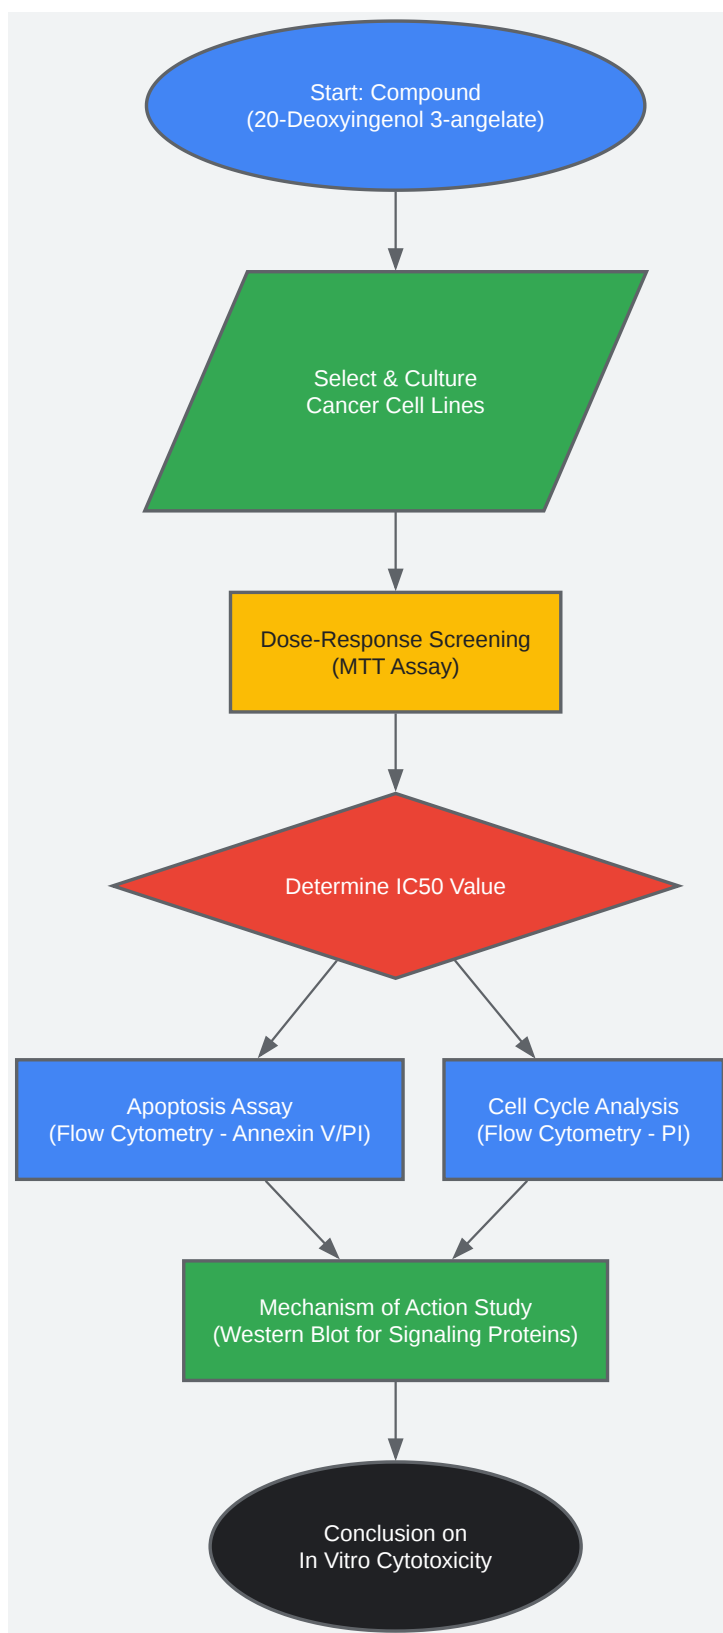 Start: Compound
(20-Deoxyingenol 3-angelate)
Select & Culture
Cancer Cell Lines
Dose-Response Screening
(MTT Assay)
Determine IC50 Value
Apoptosis Assay
(Flow Cytometry - Annexin V/PI)
Cell Cycle Analysis
(Flow Cytometry - PI)
Mechanism of Action Study
(Western Blot for Signaling Proteins)
Conclusion on
In Vitro Cytotoxicity